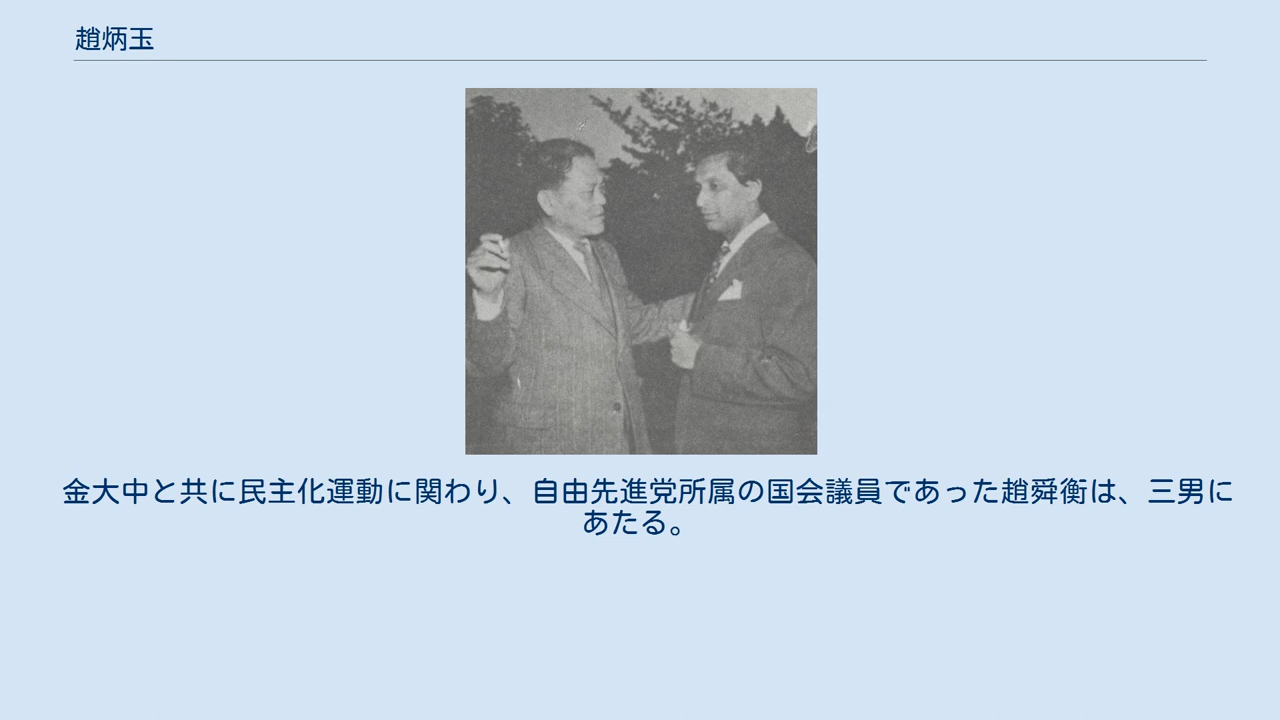 趙炳玉
金大中と共に民主化運動に関わり、自由先進党所属の国会議員であった趙舜衡は、三男に
あたる。